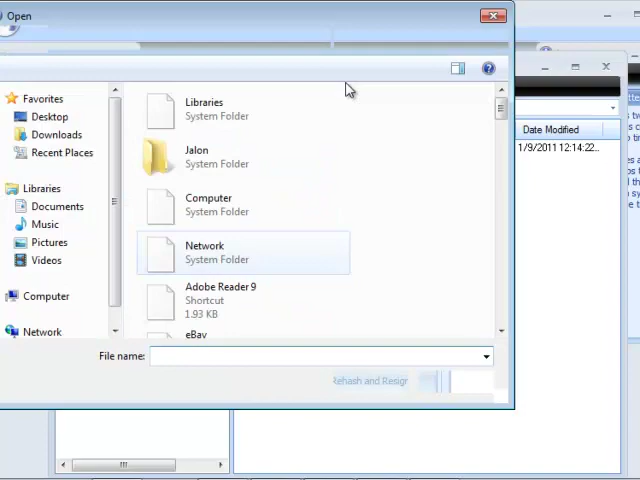 Open
Favorites
Desktop
Downloads
Recent Places
Libraries
Documents
Music
Pictures
Videos
Computer
Network
Libraries
System Folder
Jalon
System Folder
Computer
System Folder
Network
System Folder
Adobe Reader 9
Shortcut
1.93 KB
eBay
File name:
Rehash and Resign
Date Modified
1/9/2011 12:14:22...